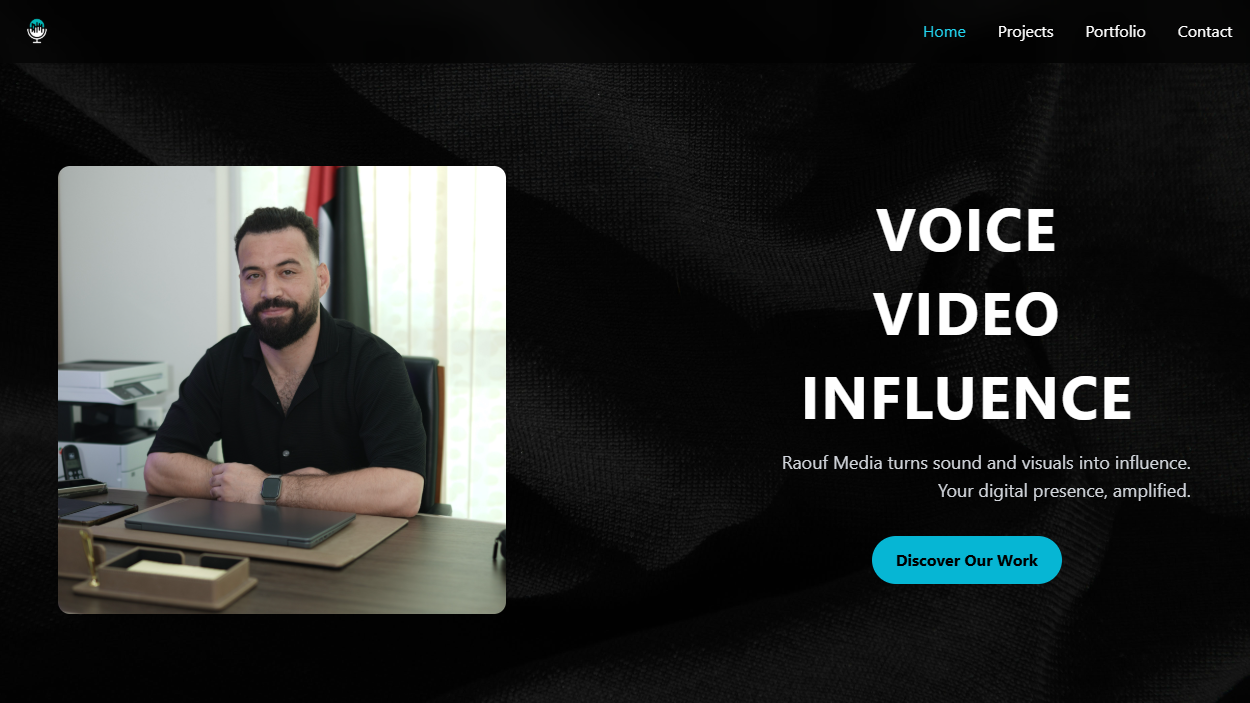 Home
Projects
Portfolio
Contact
VOICE
VIDEO
INFLUENCE
Raouf Media turns sound and visuals into influence.
Your digital presence, amplified.
Discover Our Work